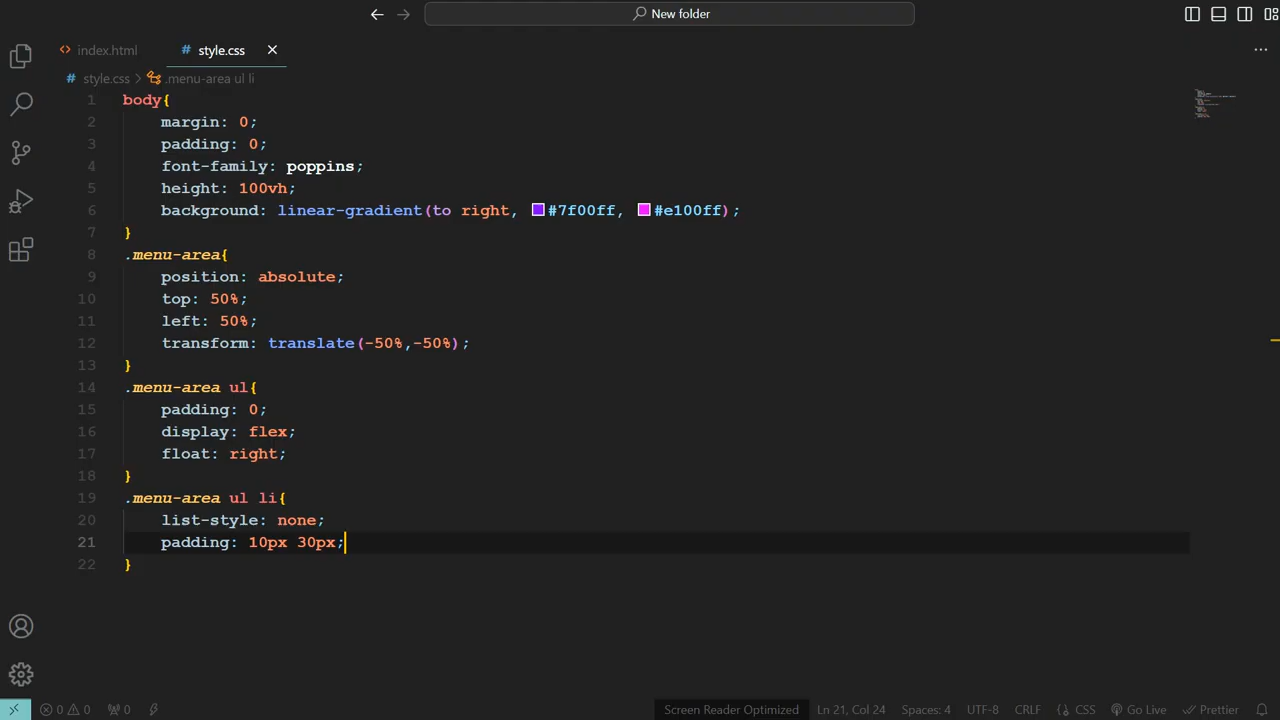 New folder
index.html
# style.css
# style.css > .menu-area ul li
1 body{
2 margin: 0;
3 padding: 0;
4 font-family: poppins;
5 height: 100vh;
6 background: linear-gradient(to right, #7f00ff, #e100ff);
7 }
8 .menu-area{
9 position: absolute;
10 top: 50%;
11 left: 50%;
12 transform: translate(-50%,-50%);
13 }
14 .menu-area ul{
15 padding: 0;
16 display: flex;
17 float: right;
18 }
19 .menu-area ul li{
20 list-style: none;
21 padding: 10px 30px;
22 }
0 0 0 Screen Reader Optimized Ln 21, Col 24 Spaces: 4 UTF-8 CRLF {} CSS Go Live Prettier